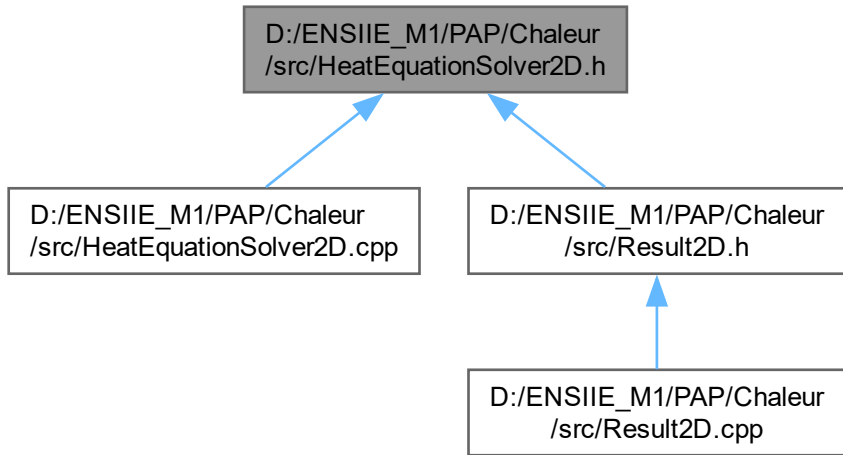 D:/ENSIIE_M1/PAP/Chaleur
/src/HeatEquationSolver2D.h
D:/ENSIIE_M1/PAP/Chaleur
/src/HeatEquationSolver2D.cpp
D:/ENSIIE_M1/PAP/Chaleur
/src/Result2D.h
D:/ENSIIE_M1/PAP/Chaleur
/src/Result2D.cpp